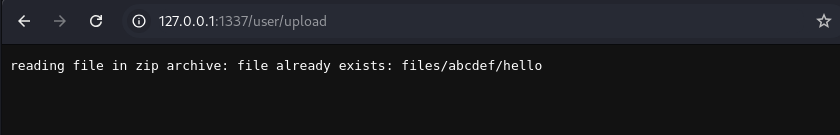 127.0.0.1:1337/user/upload
reading file in zip archive: file already exists: files/abcdef/hello